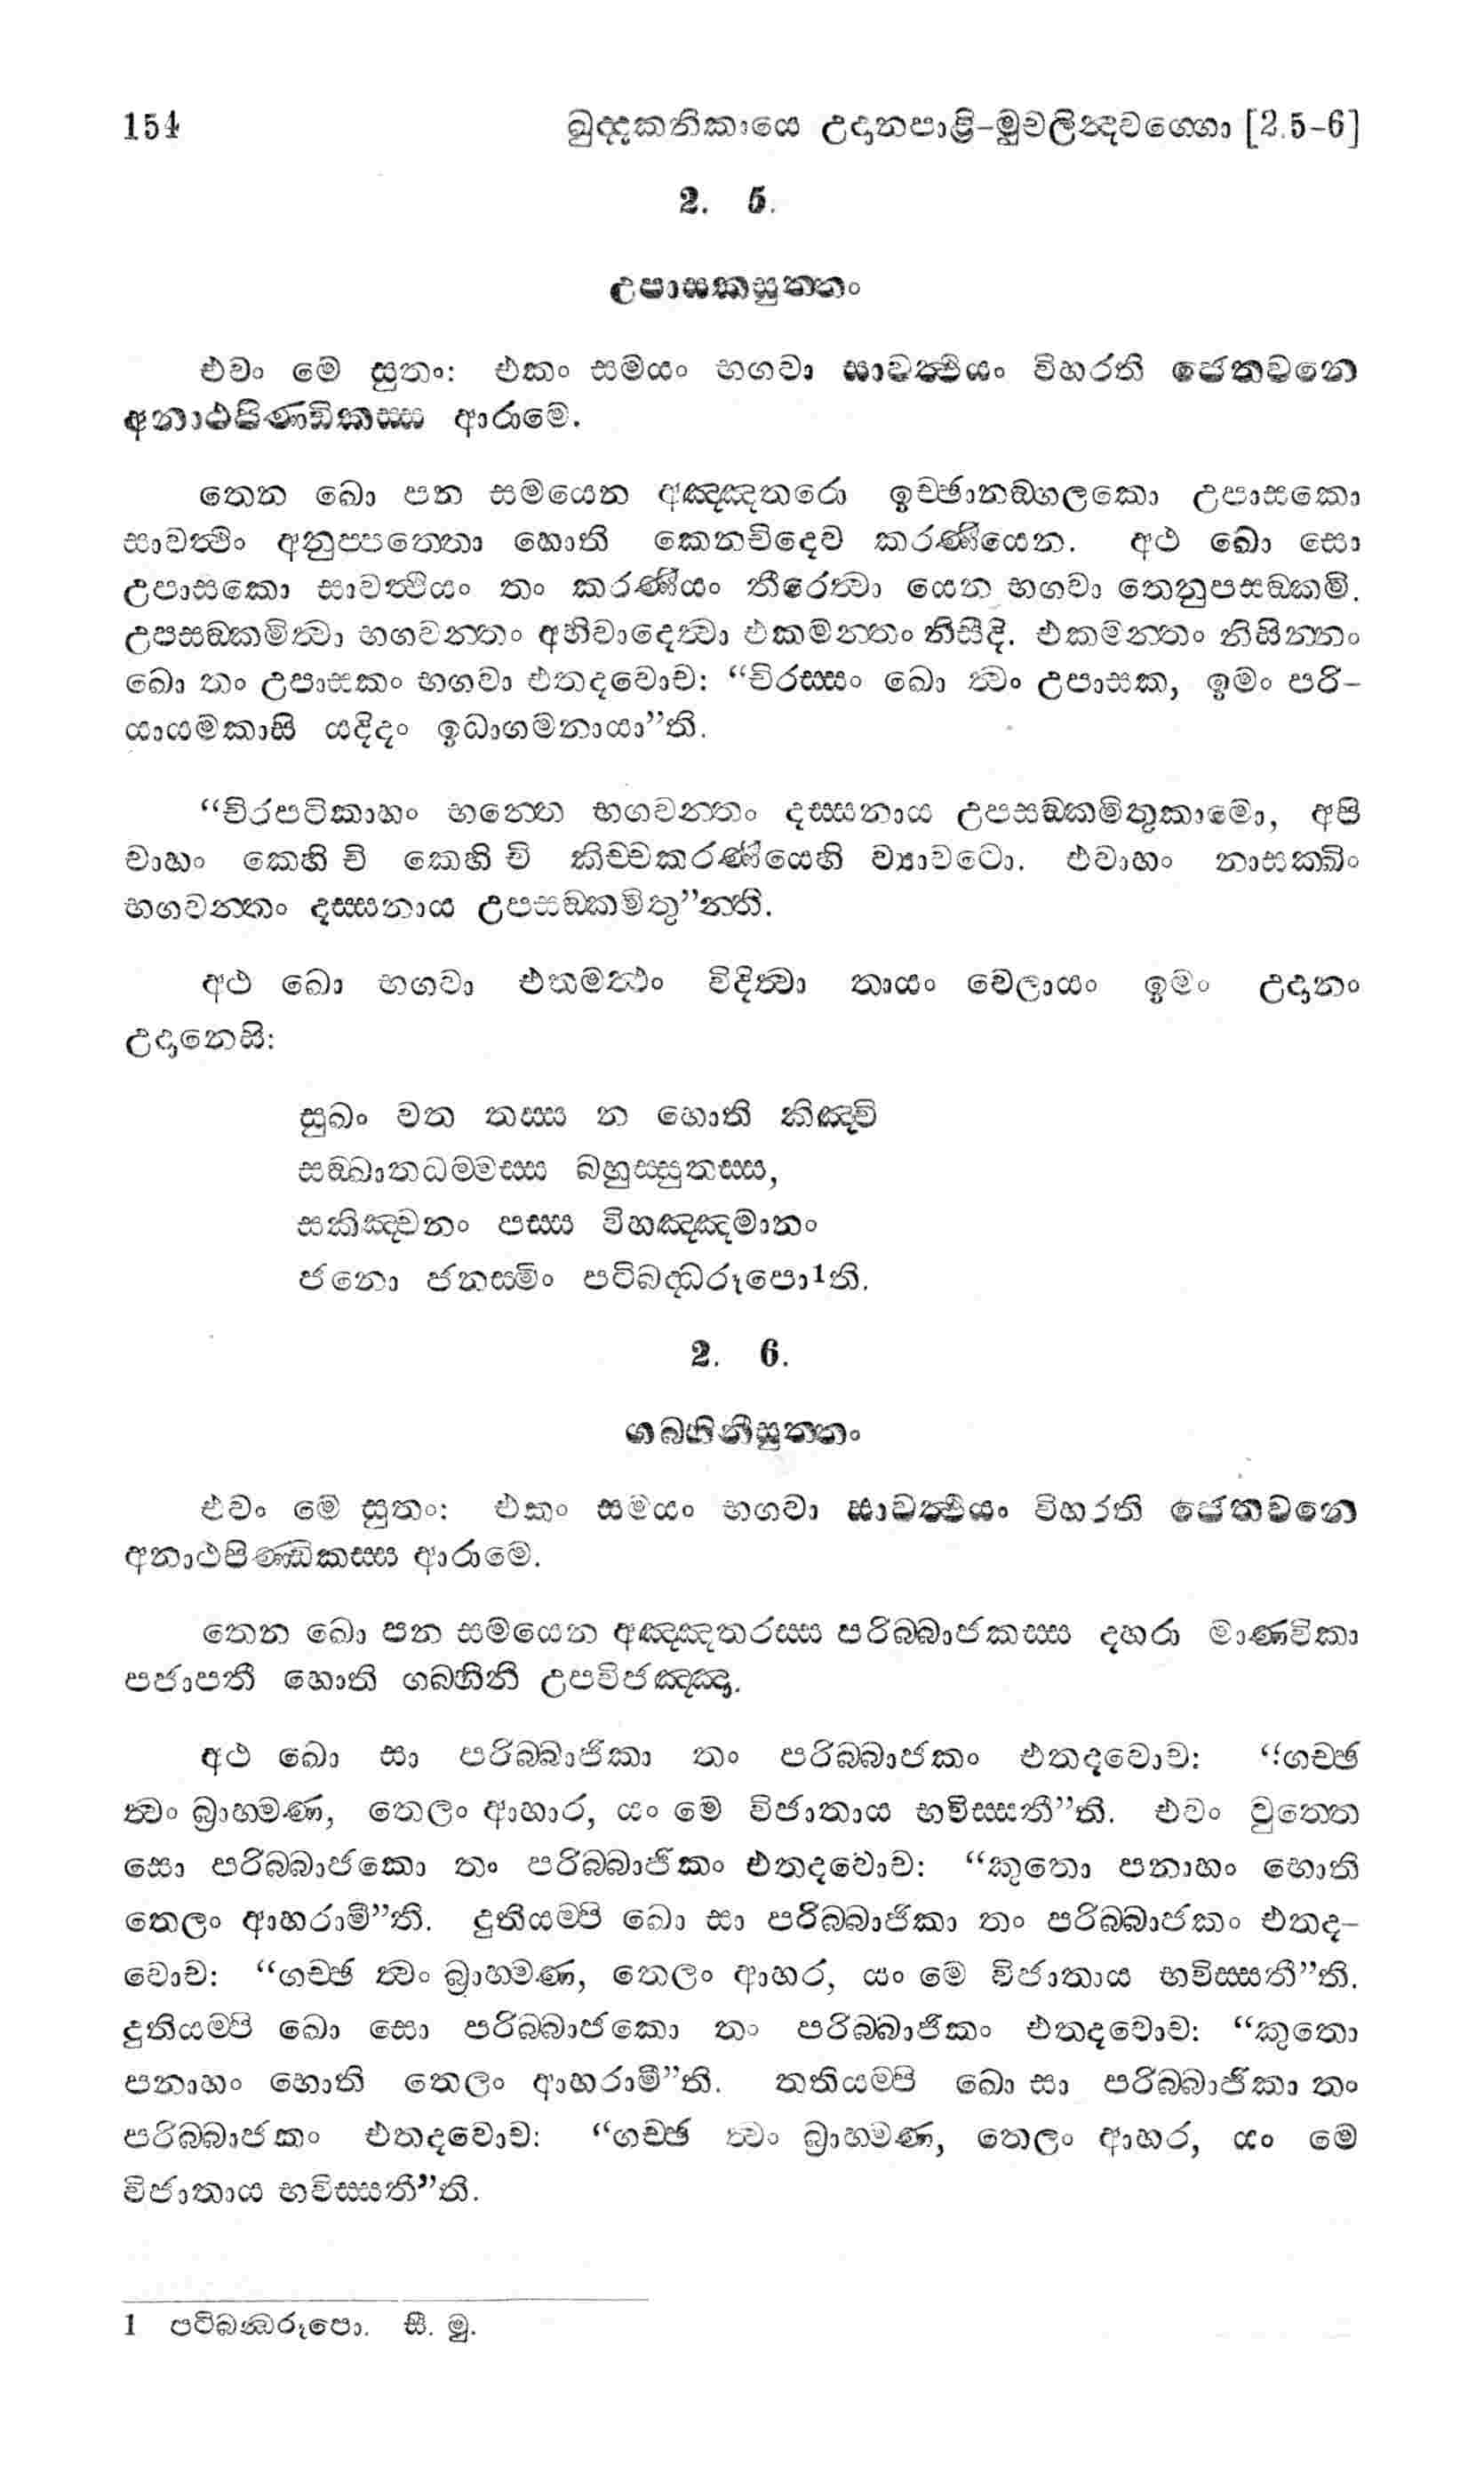 154 ඛුද්දකනිකායෙ උදානපාළි-මුචලින්දවග්ගො [2.5-6]
2. 5.
උපාසකසුත්තං
එවං මෙ සුතං: එකං සමයං භගවා සාවත්ථියං විහරති ජෙතවනෙ
අනාථපිණ්ඩිකස්ස ආරාමෙ.
තෙන ඛො පන සමයෙන අඤ්ඤතරො ඉච්ඡානඞ්ගලකො උපාසකො
සාවත්ථිං අනුප්පත්තො හොති කෙනචිදෙව කරණීයෙන. අථ ඛො සො
උපාසකො සාවත්ථියං තං කරණීයං තීරෙත්වා යෙන භගවා තෙනුපසඞ්කමි.
උපසඞ්කමිත්වා භගවන්තං අභිවාදෙත්වා එකමන්තං නිසීදි. එකමන්තං නිසින්නං
ඛො තං උපාසකං භගවා එතදවොච: “චිරස්සං ඛො ත්වං උපාසක, ඉමං පරි-
යායමකාසි යදිදං ඉධාගමනායා”ති.
“චිරපටිකාහං භන්තෙ භගවන්තං දස්සනාය උපසඞ්කමිතුකාමො, අපි
චාහං කෙහි චි කෙහි චි කිච්චකරණීයෙහි ව්‍යාවටො. එවාහං නාසක්ඛිං
භගවන්තං දස්සනාය උපසඞ්කමිතු”න්ති.
අථ ඛො භගවා එතමත්ථං විදිත්වා තායං වෙලායං ඉමං උදානං
උදානෙසි:
සුඛං වත තස්ස න හොති කිඤ්චි
සඞ්ඛාතධම්මස්ස බහුස්සුතස්ස,
සකිඤ්චනං පස්ස විහඤ්ඤමානං
ජනො ජනස්මිං පටිබද්ධරූපො1ති.
2. 6.
ගබ්භිනීසුත්තං
එවං මෙ සුතං: එකං සමයං භගවා සාවත්ථියං විහරති ජෙතවනෙ
අනාථපිණ්ඩිකස්ස ආරාමෙ.
තෙන ඛො පන සමයෙන අඤ්ඤතරස්ස පරිබ්බාජකස්ස දහරා මාණවිකා
පජාපතී හොති ගබ්භිනී උපවිජඤ්ඤා.
අථ ඛො සා පරිබ්බාජිකා තං පරිබ්බාජකං එතදවොච: “ගච්ඡ
ත්වං බ්‍රාහ්මණ, තෙලං ආහාර, යං මෙ විජාතාය භවිස්සතී”ති. එවං වුත්තෙ
සො පරිබ්බාජකො තං පරිබ්බාජිකං එතදවොච: “කුතො පනාහං භොති
තෙලං ආහරාමී”ති. දුතියම්පි ඛො සා පරිබ්බාජිකා තං පරිබ්බාජකං එතද-
වොච: “ගච්ඡ ත්වං බ්‍රාහ්මණ, තෙලං ආහර, යං මෙ විජාතාය භවිස්සතී”ති.
දුතියම්පි ඛො සො පරිබ්බාජකො තං පරිබ්බාජිකං එතදවොච: “කුතො
පනාහං හොති තෙලං ආහරාමී”ති. තතියම්පි ඛො සා පරිබ්බාජිකා තං
පරිබ්බාජකං එතදවොච: “ගච්ඡ ත්වං බ්‍රාහ්මණ, තෙලං ආහර, යං මෙ
විජාතාය භවිස්සතී”ති.
1 පටිබන්ධරූපො. සී. මු.